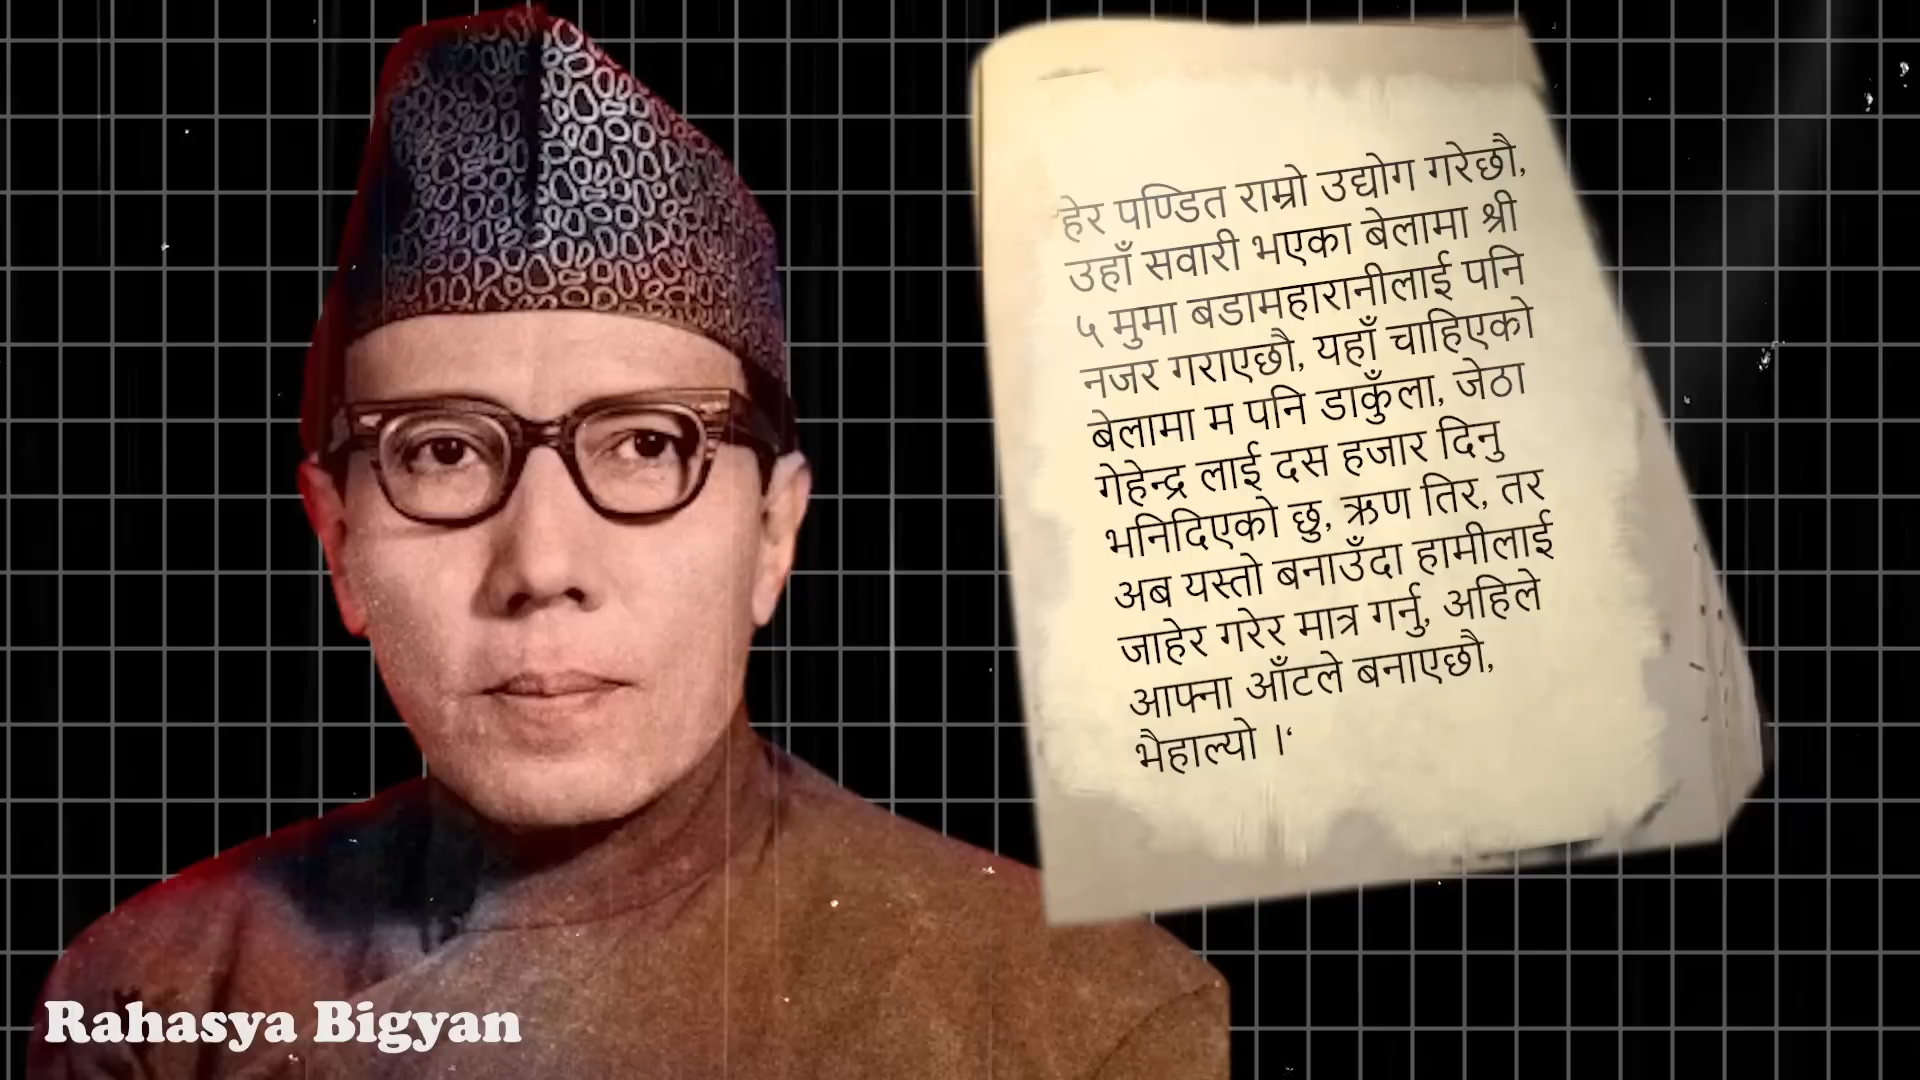 हेर पण्डित राम्रो उद्योग गरेछौ,
उहाँ सवारी भएका बेलामा श्री
५ मुमा बडामहारानीलाई पनि
नजर गराएछौ, यहाँ चाहिएको
बेलामा म पनि डाकुँला, जेठा
गेहेन्द्र लाई दस हजार दिनु
भनिदिएको छु, ऋण तिर, तर
अब यस्तो बनाउँदा हामीलाई
जाहेर गरेर मात्र गर्नु, अहिले
आफ्ना आँटले बनाएछौ,
भैहाल्यो ।‘
Rahasya Bigyan